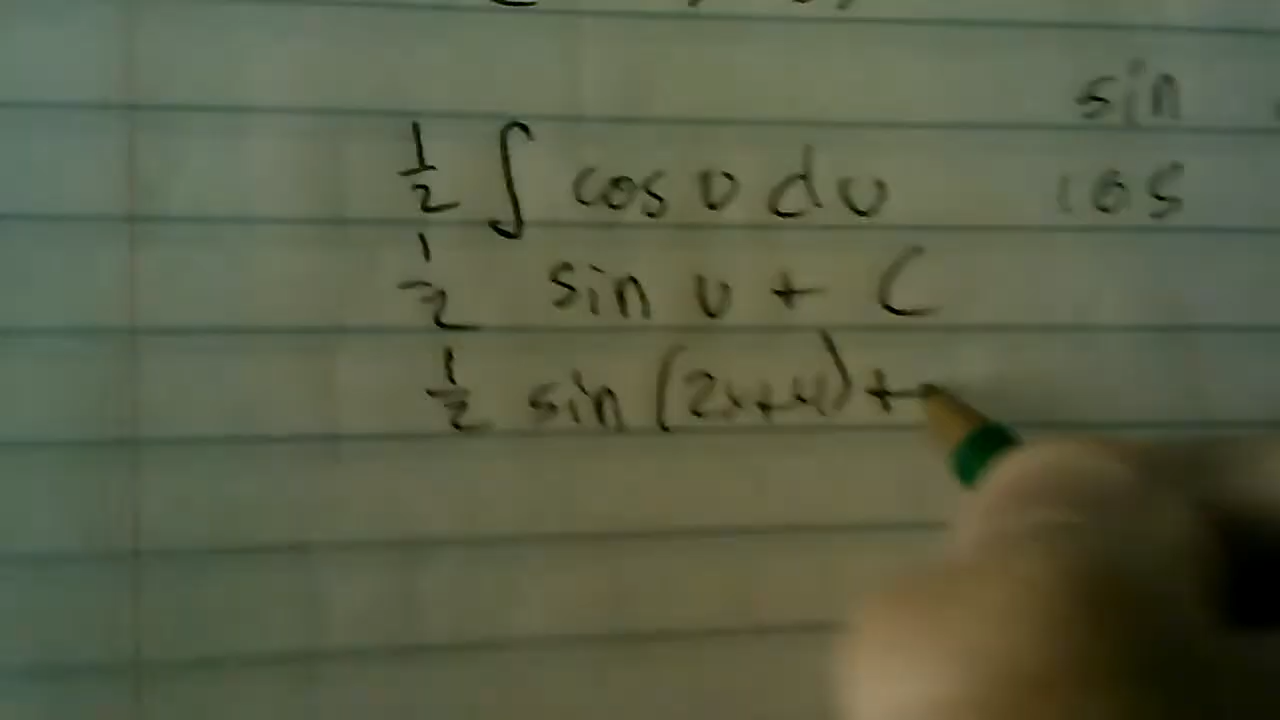 sin
½ ∫ cos u du cos
½ sin u + C
½ sin (2x+4) +